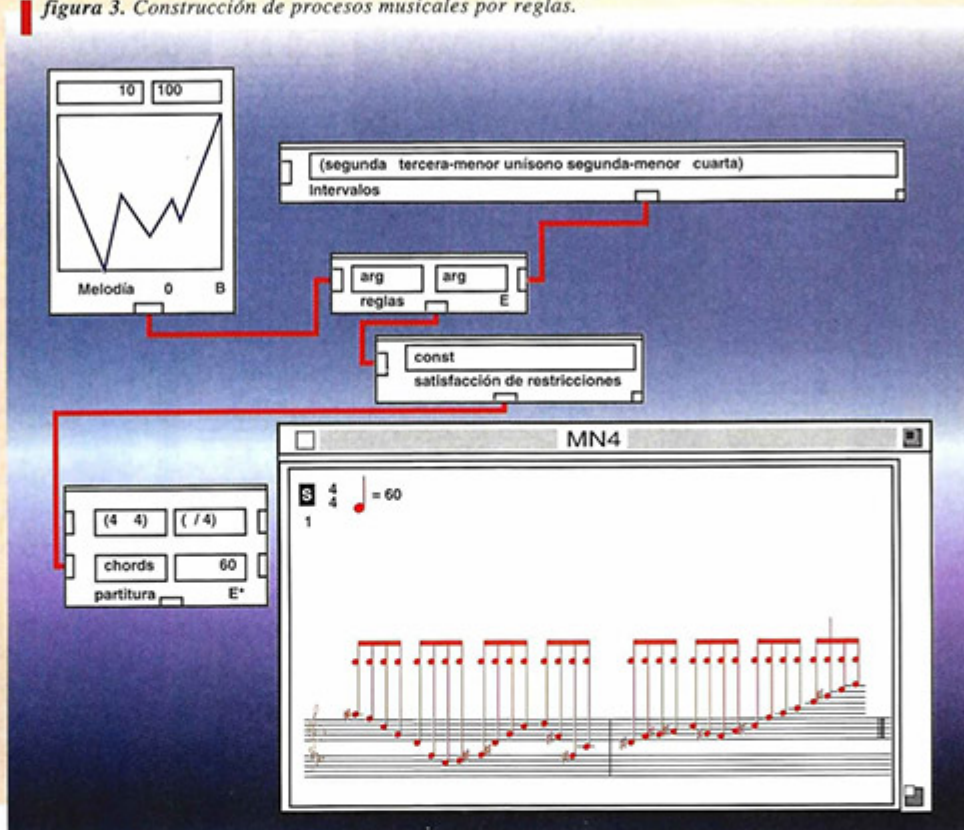 figura 3. Construcción de procesos musicales por reglas.
10 100
Melodía 0 B
(segunda tercera-menor unísono segunda-menor cuarta)
Intervalos
arg arg
reglas E
const
satisfacción de restricciones
(4 4) ( / 4)
chords 60
partitura E*
MN4
S 4 4 = 60
1